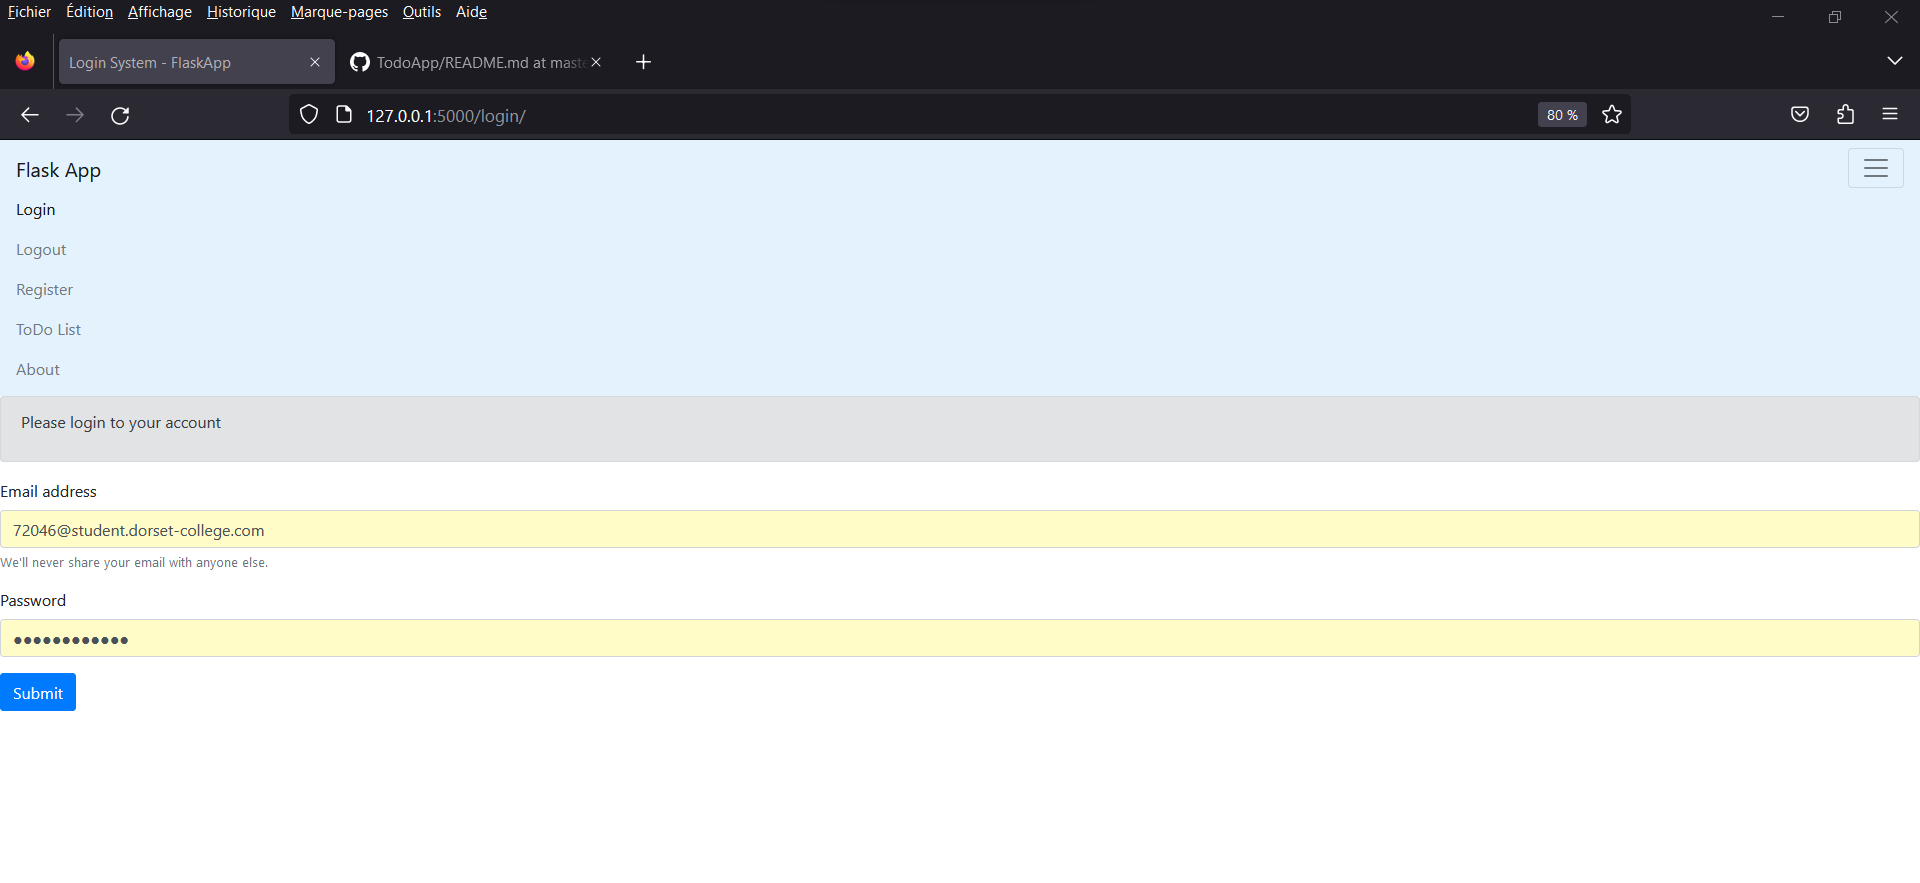 Fichier Édition Affichage Historique Marque-pages Outils Aide
Login System - FlaskApp
TodoApp/README.md at maste
127.0.0.1:5000/login/
80 %
Flask App
Login
Logout
Register
ToDo List
About
Please login to your account
Email address
72046@student.dorset-college.com
We'll never share your email with anyone else.
Password
●●●●●●●●●●●●
Submit